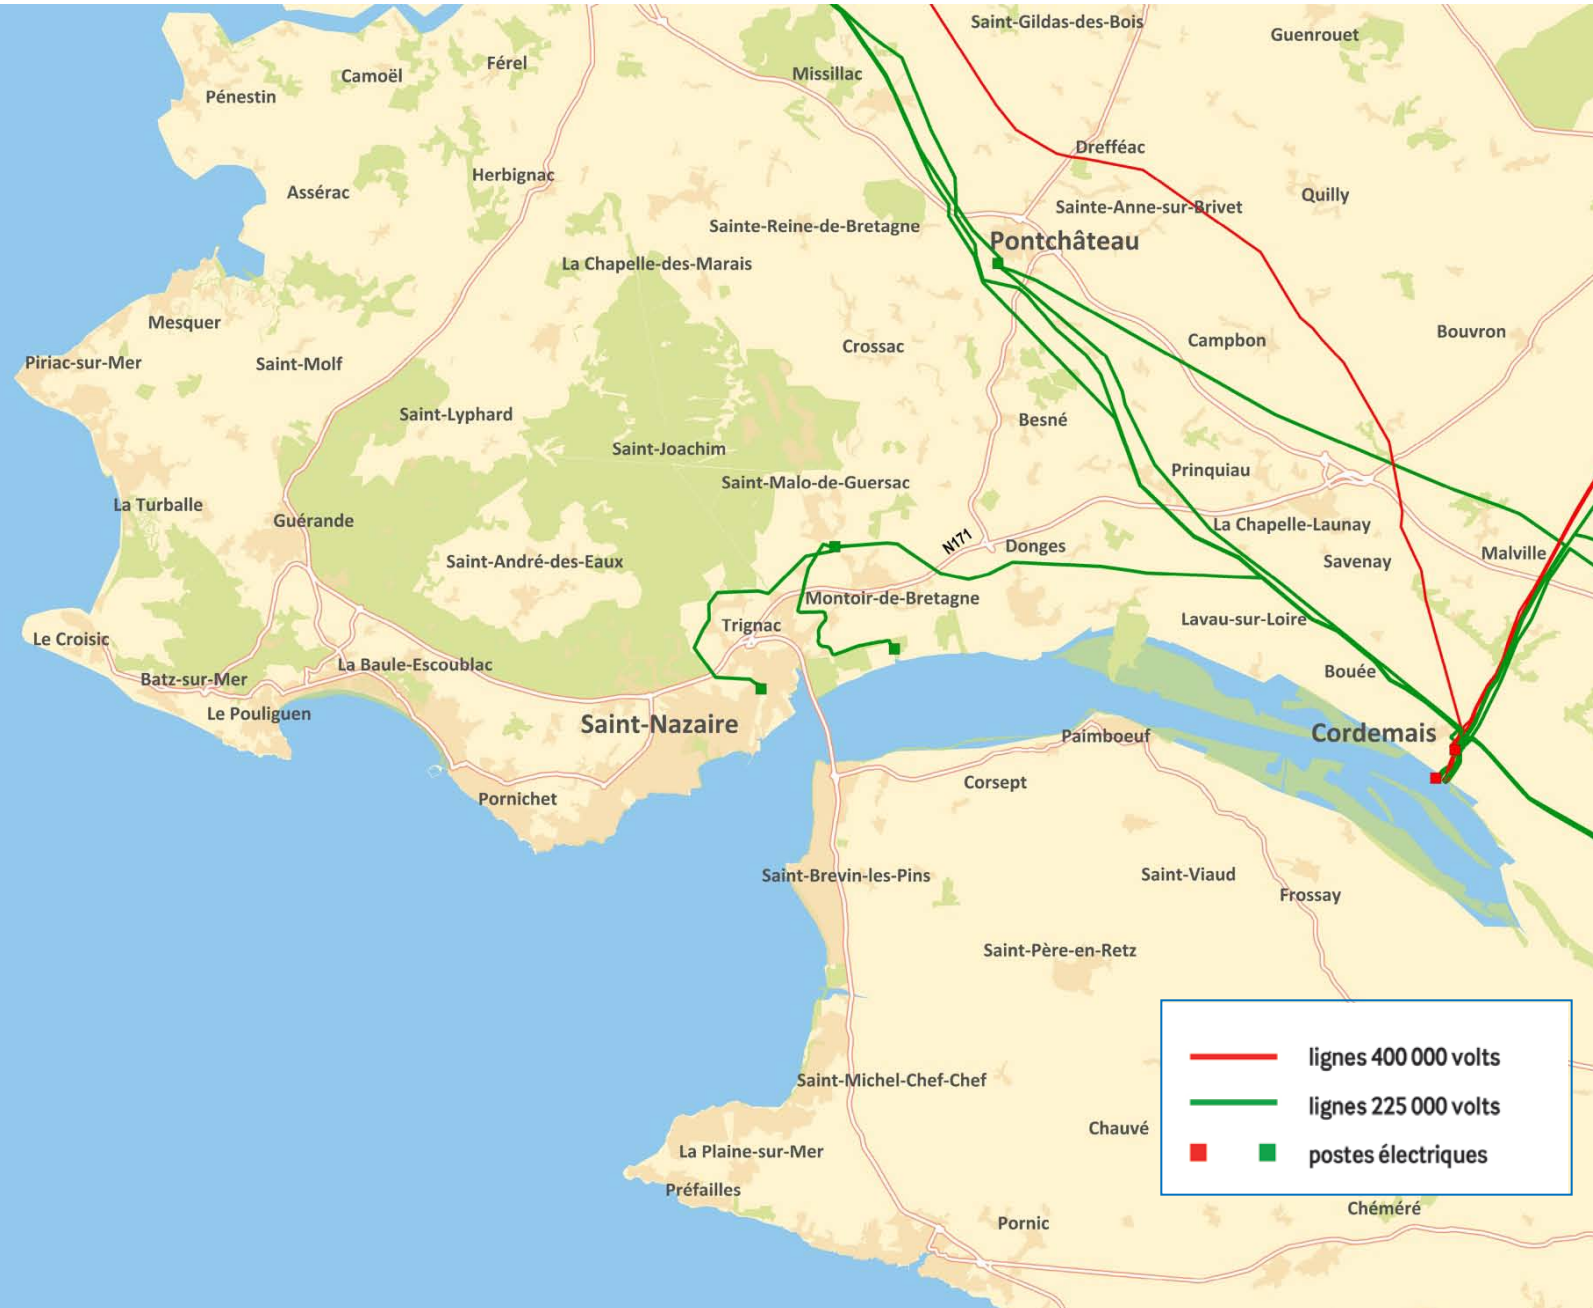 Saint-Gildas-des-Bois
Guenrouet
Férel
Camoël
Missillac
Pénestin
Drefféac
Herbignac
Assérac
Quilly
Sainte-Anne-sur-Brivet
Sainte-Reine-de-Bretagne
Pontchâteau
La Chapelle-des-Marais
Mesquer
Bouvron
Campbon
Crossac
Piriac-sur-Mer
Saint-Molf
Saint-Lyphard
Besné
Saint-Joachim
Prinquiau
Saint-Malo-de-Guersac
La Turballe
Guérande
La Chapelle-Launay
N171
Donges
Malville
Saint-André-des-Eaux
Savenay
Montoir-de-Bretagne
Lavau-sur-Loire
Trignac
Le Croisic
La Baule-Escoublac
Bouée
Batz-sur-Mer
Le Pouliguen
Saint-Nazaire
Cordemais
Paimboeuf
Corsept
Pornichet
Saint-Brevin-les-Pins
Saint-Viaud
Frossay
Saint-Père-en-Retz
lignes 400 000 volts
Saint-Michel-Chef-Chef
lignes 225 000 volts
Chauvé
La Plaine-sur-Mer
postes électriques
Préfailles
Chéméré
Pornic